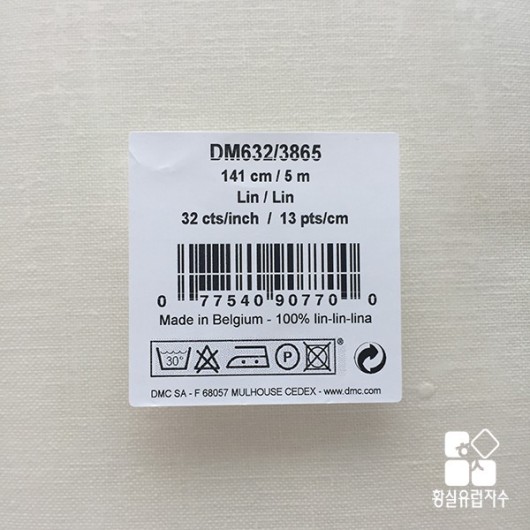 DM632/3865
141 cm / 5 m
Lin / Lin
32 cts/inch / 13 pts/cm
0 77540 90770 0
Made in Belgium - 100% lin-lin-lina
30°
P
DMC SA - F 68057 MULHOUSE CEDEX - www.dmc.com
황실유럽자수